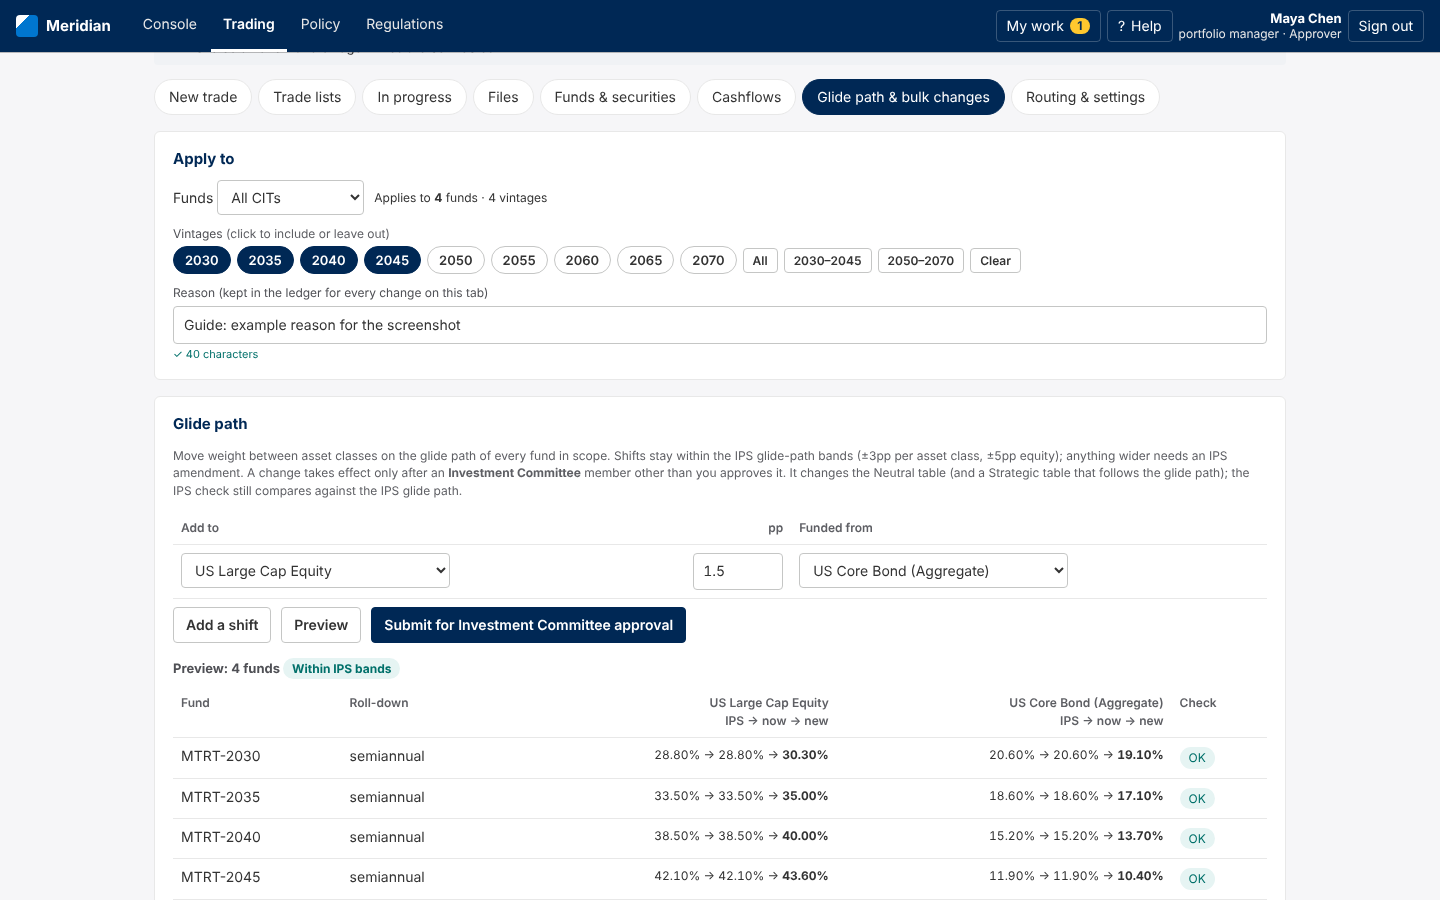 Meridian
Console
Trading
Policy
Regulations
My work 1
? Help
Maya Chen
portfolio manager · Approver
Sign out
New trade
Trade lists
In progress
Files
Funds & securities
Cashflows
Glide path & bulk changes
Routing & settings
Apply to
Funds All CITs Applies to 4 funds · 4 vintages
Vintages (click to include or leave out)
2030 2035 2040 2045 2050 2055 2060 2065 2070 All 2030–2045 2050–2070 Clear
Reason (kept in the ledger for every change on this tab)
Guide: example reason for the screenshot
✓ 40 characters
Glide path
Move weight between asset classes on the glide path of every fund in scope. Shifts stay within the IPS glide-path bands (±3pp per asset class, ±5pp equity); anything wider needs an IPS
amendment. A change takes effect only after an Investment Committee member other than you approves it. It changes the Neutral table (and a Strategic table that follows the glide path); the
IPS check still compares against the IPS glide path.
Add to pp Funded from
US Large Cap Equity 1.5 US Core Bond (Aggregate)
Add a shift Preview Submit for Investment Committee approval
Preview: 4 funds Within IPS bands
Fund Roll-down US Large Cap Equity US Core Bond (Aggregate) Check
IPS → now → new IPS → now → new
MTRT-2030 semiannual 28.80% → 28.80% → 30.30% 20.60% → 20.60% → 19.10% OK
MTRT-2035 semiannual 33.50% → 33.50% → 35.00% 18.60% → 18.60% → 17.10% OK
MTRT-2040 semiannual 38.50% → 38.50% → 40.00% 15.20% → 15.20% → 13.70% OK
MTRT-2045 semiannual 42.10% → 42.10% → 43.60% 11.90% → 11.90% → 10.40% OK